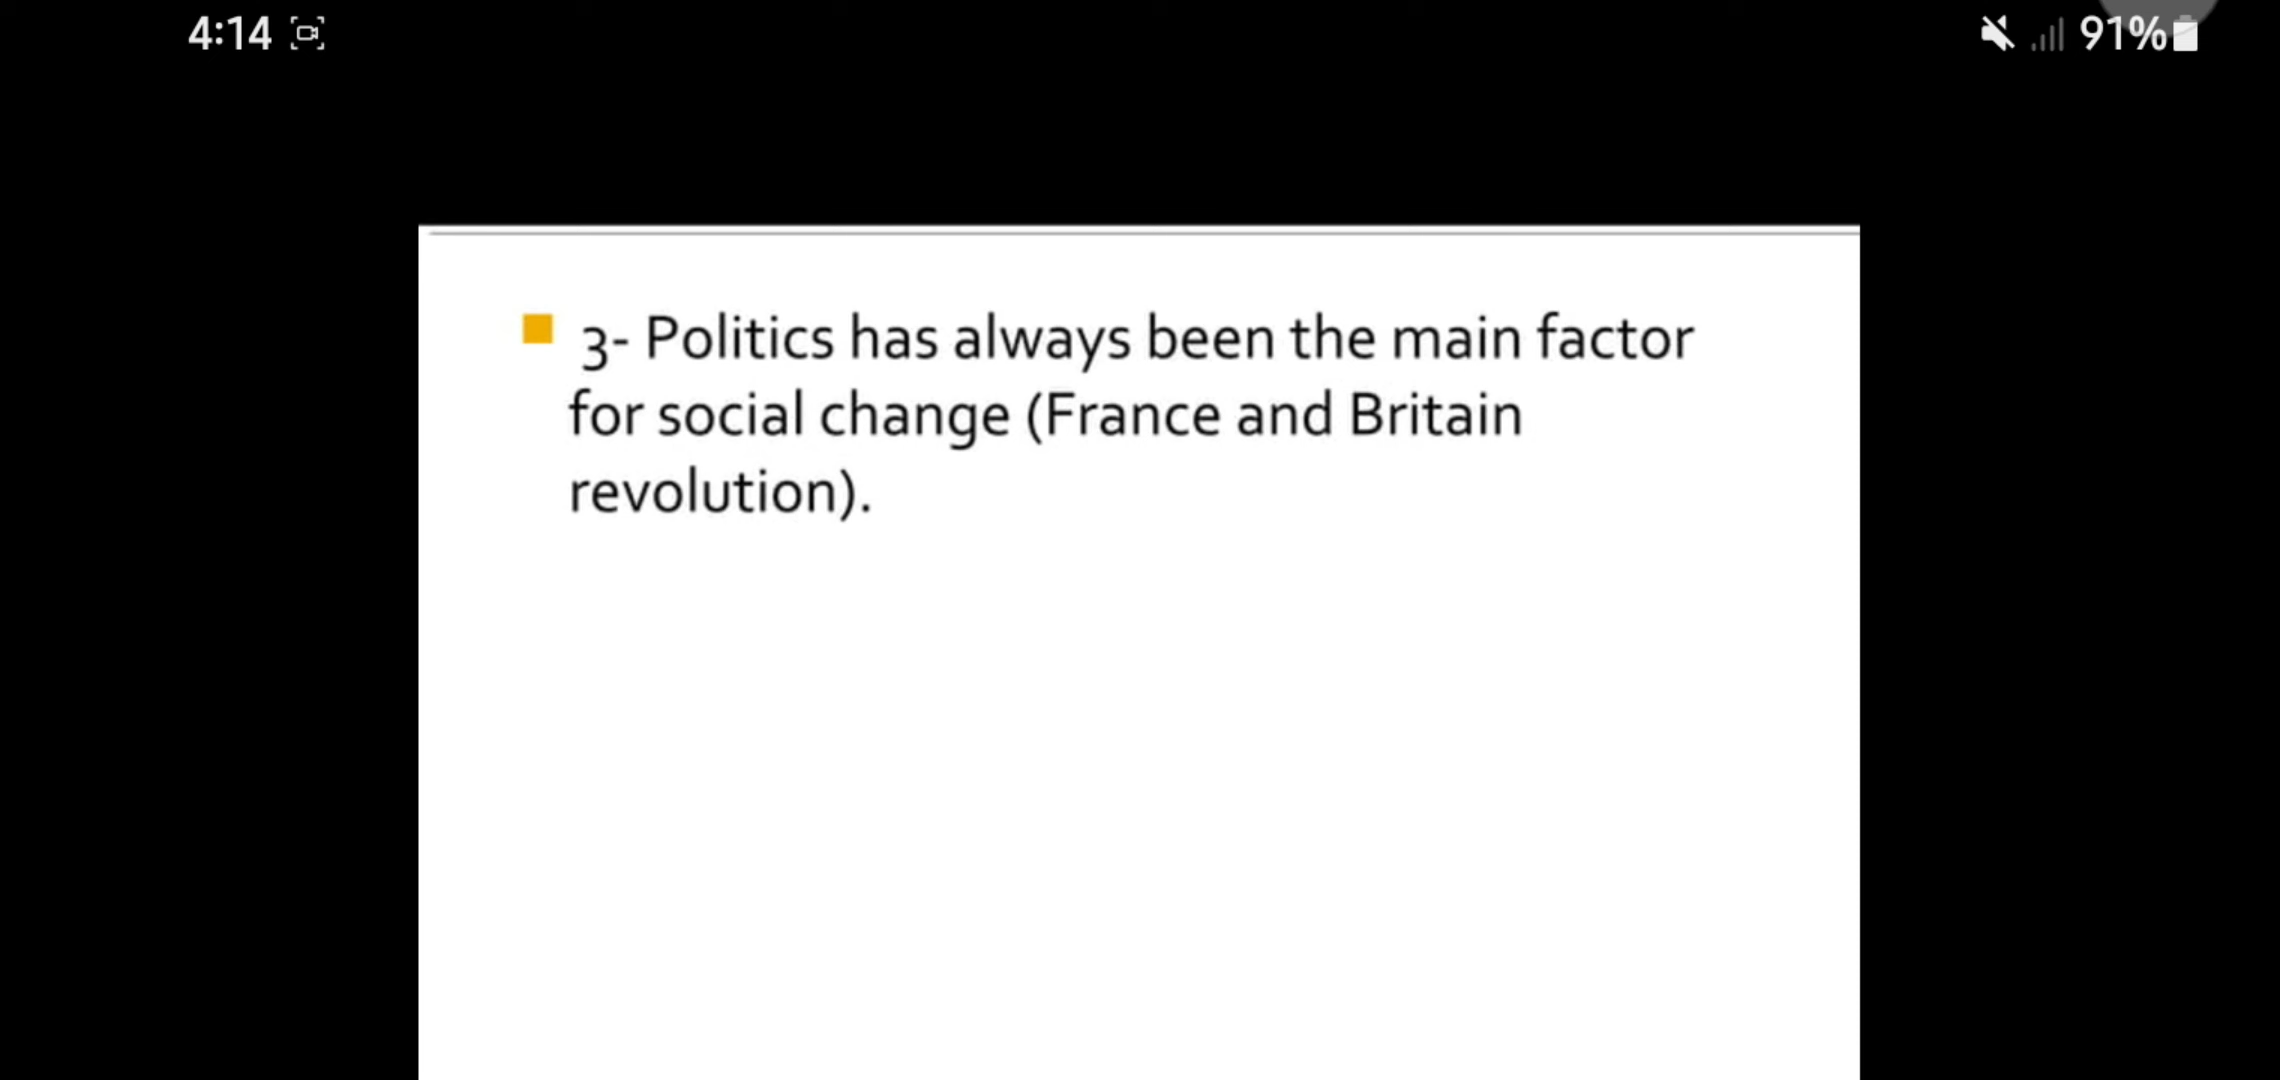 4:14
91%
3- Politics has always been the main factor
for social change (France and Britain
revolution).